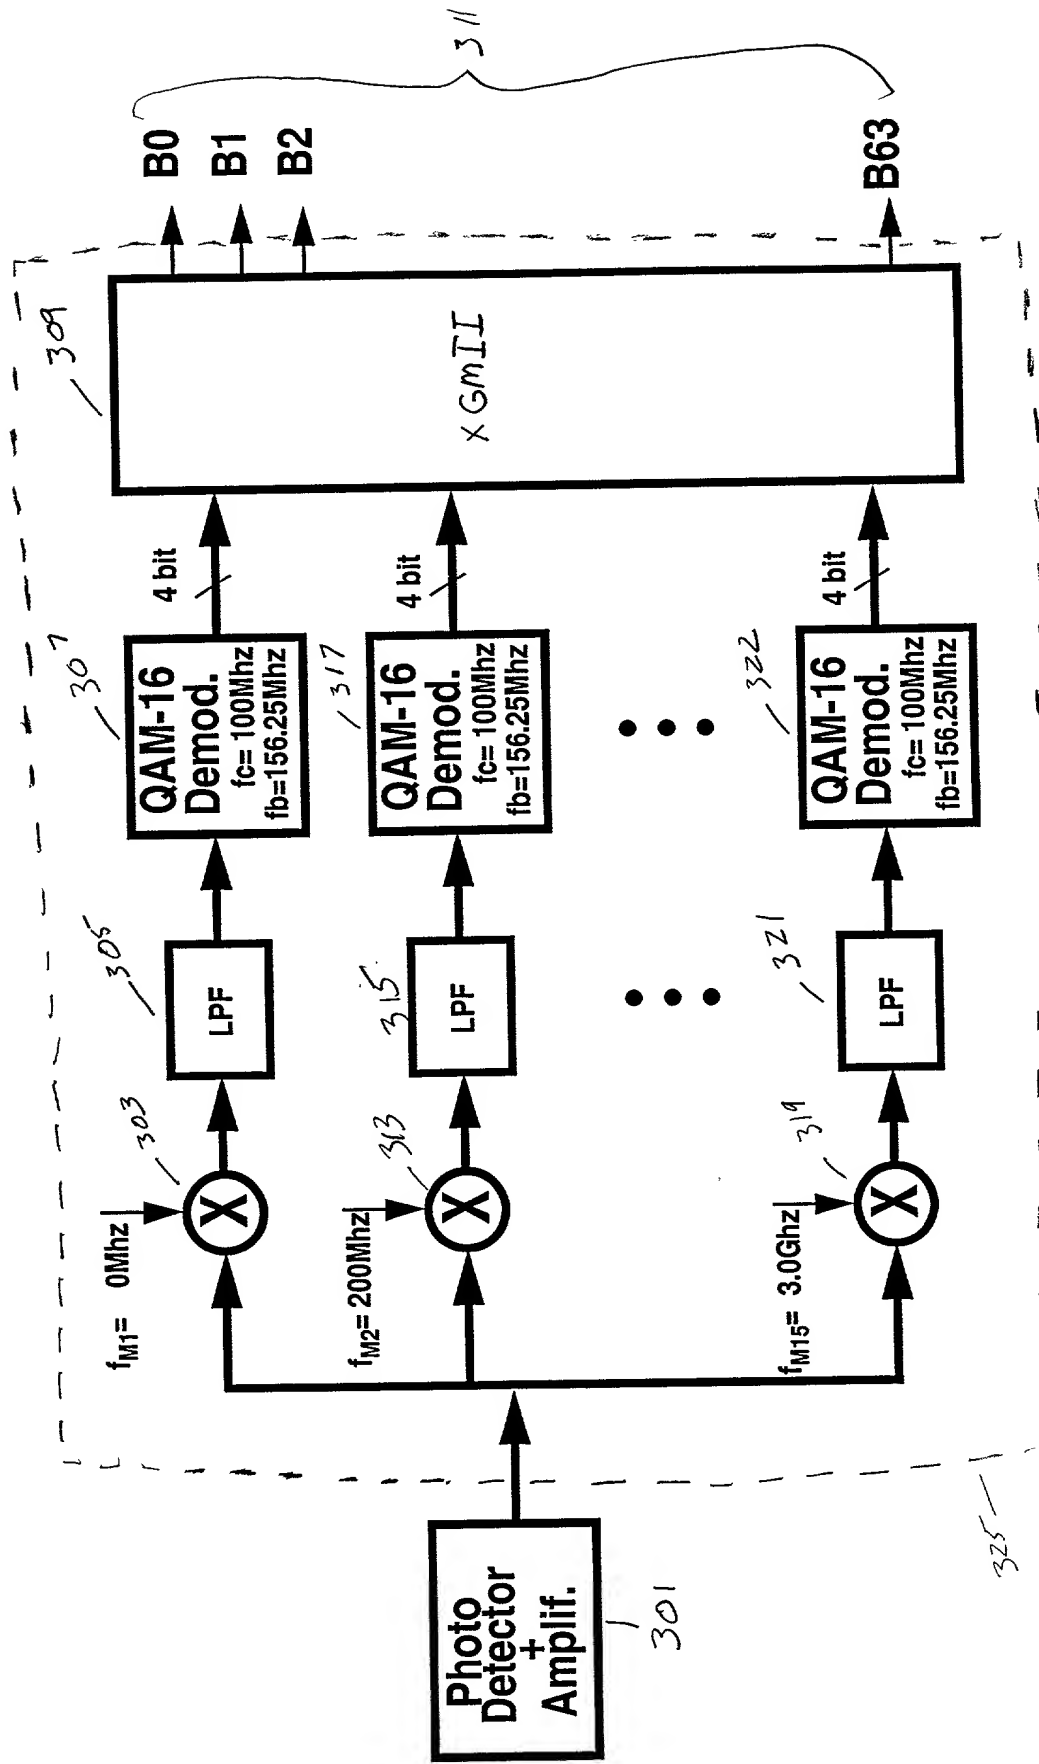 Photo
Detector
+
Amplif.
301
325
fM1= 0Mhz
303
LPF
305
QAM-16
Demod.
fc= 100Mhz
fb=156.25Mhz
307
4 bit
fM2= 200Mhz
313
LPF
315
QAM-16
Demod.
fc= 100Mhz
fb=156.25Mhz
317
4 bit
fM15= 3.0Ghz
319
LPF
321
QAM-16
Demod.
fc= 100Mhz
fb=156.25Mhz
322
4 bit
XGmII
309
B0
B1
B2
B63
311